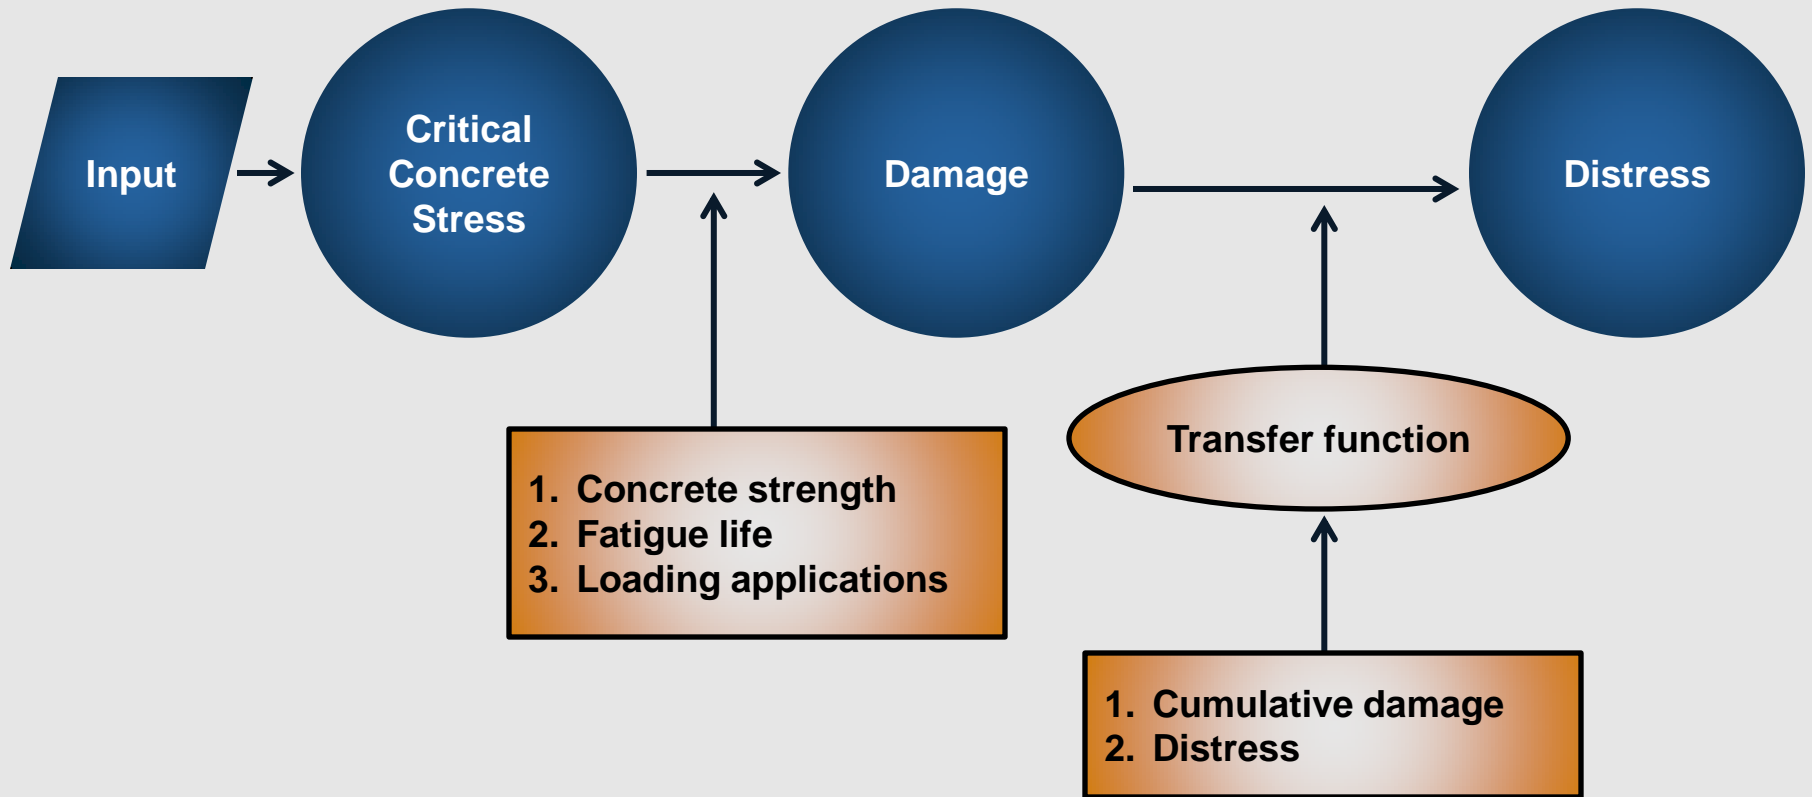 Input
Critical
Concrete
Stress
Damage
Distress
1. Concrete strength
2. Fatigue life
3. Loading applications
Transfer function
1. Cumulative damage
2. Distress